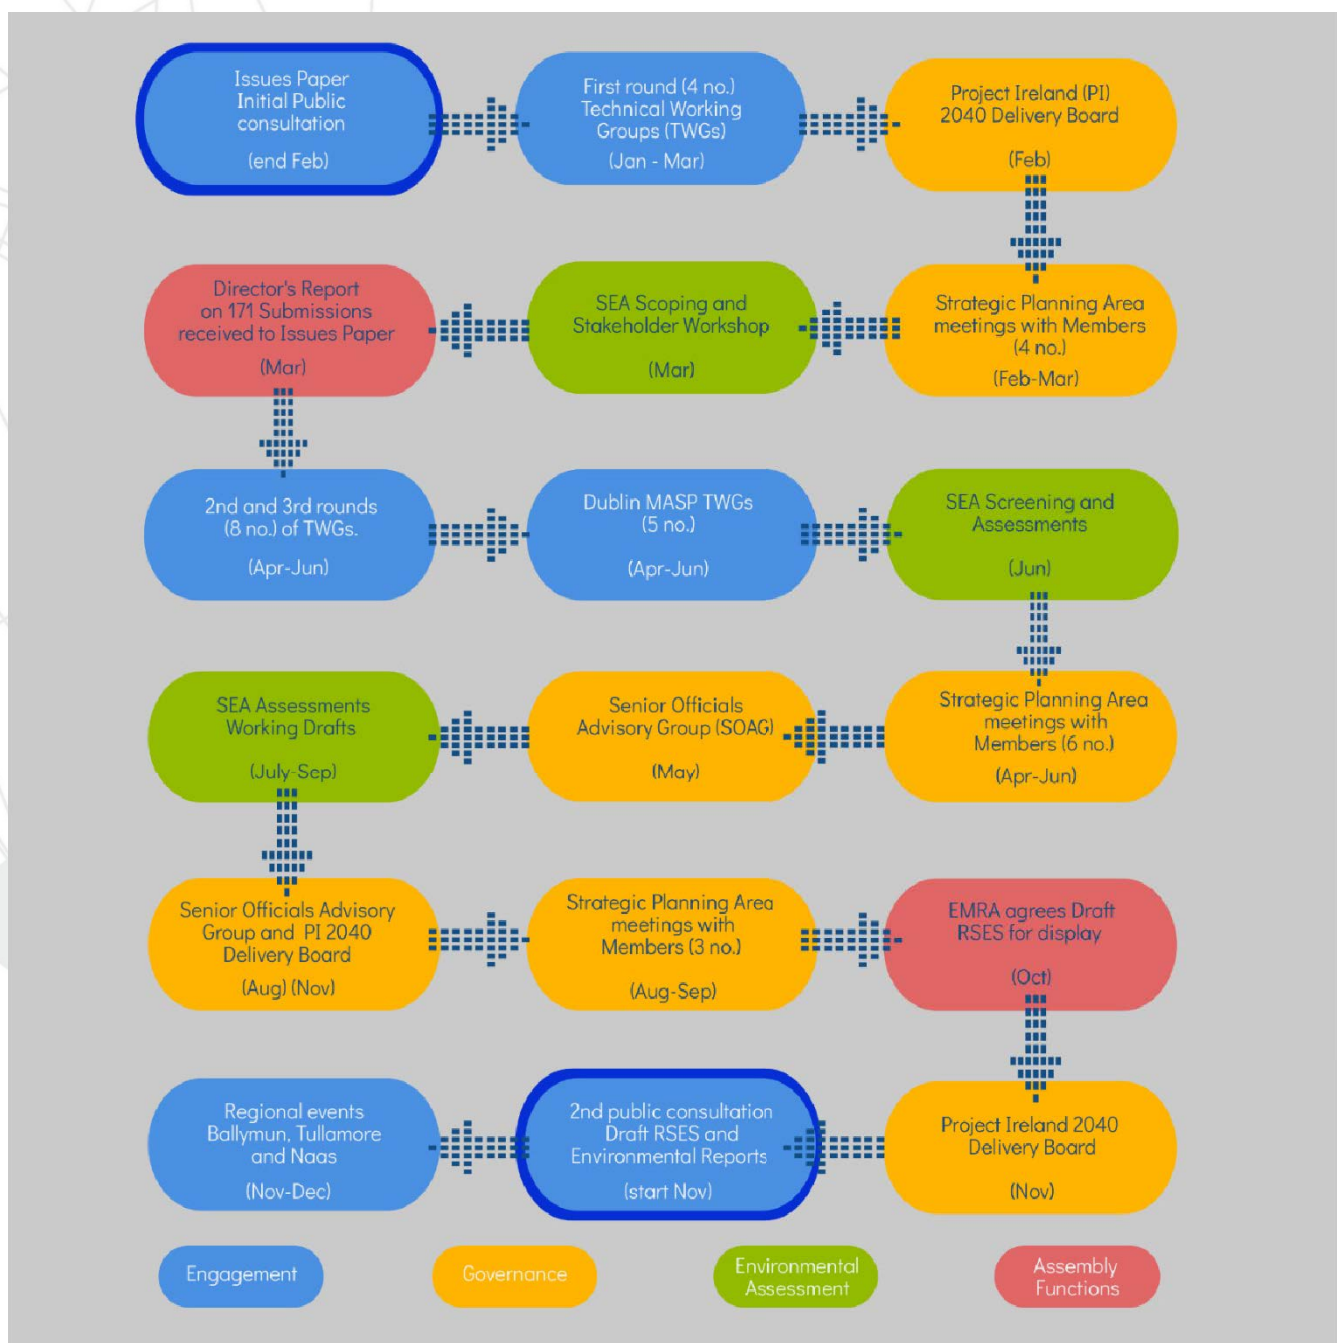 Issues Paper
Initial Public
consultation
(end Feb)
First round (4 no.)
Technical Working
Groups (TWGs)
(Jan - Mar)
Project Ireland (PI)
2040 Delivery Board
(Feb)
Strategic Planning Area
meetings with Members
(4 no.)
(Feb-Mar)
SEA Scoping and
Stakeholder Workshop
(Mar)
Director's Report
on 171 Submissions
received to Issues Paper
(Mar)
2nd and 3rd rounds
(8 no.) of TWGs.
(Apr-Jun)
Dublin MASP TWGs
(5 no.)
(Apr-Jun)
SEA Screening and
Assessments
(Jun)
Strategic Planning Area
meetings with
Members (6 no.)
(Apr-Jun)
Senior Officials
Advisory Group (SOAG)
(May)
SEA Assessments
Working Drafts
(July-Sep)
Senior Officials Advisory
Group and PI 2040
Delivery Board
(Aug) (Nov)
Strategic Planning Area
meetings with
Members (3 no.)
(Aug-Sep)
EMRA agrees Draft
RSES for display
(Oct)
Project Ireland 2040
Delivery Board
(Nov)
2nd public consultation
Draft RSES and
Environmental Reports
(start Nov)
Regional events
Ballymun, Tullamore
and Naas
(Nov-Dec)
Engagement
Governance
Environmental
Assessment
Assembly
Functions